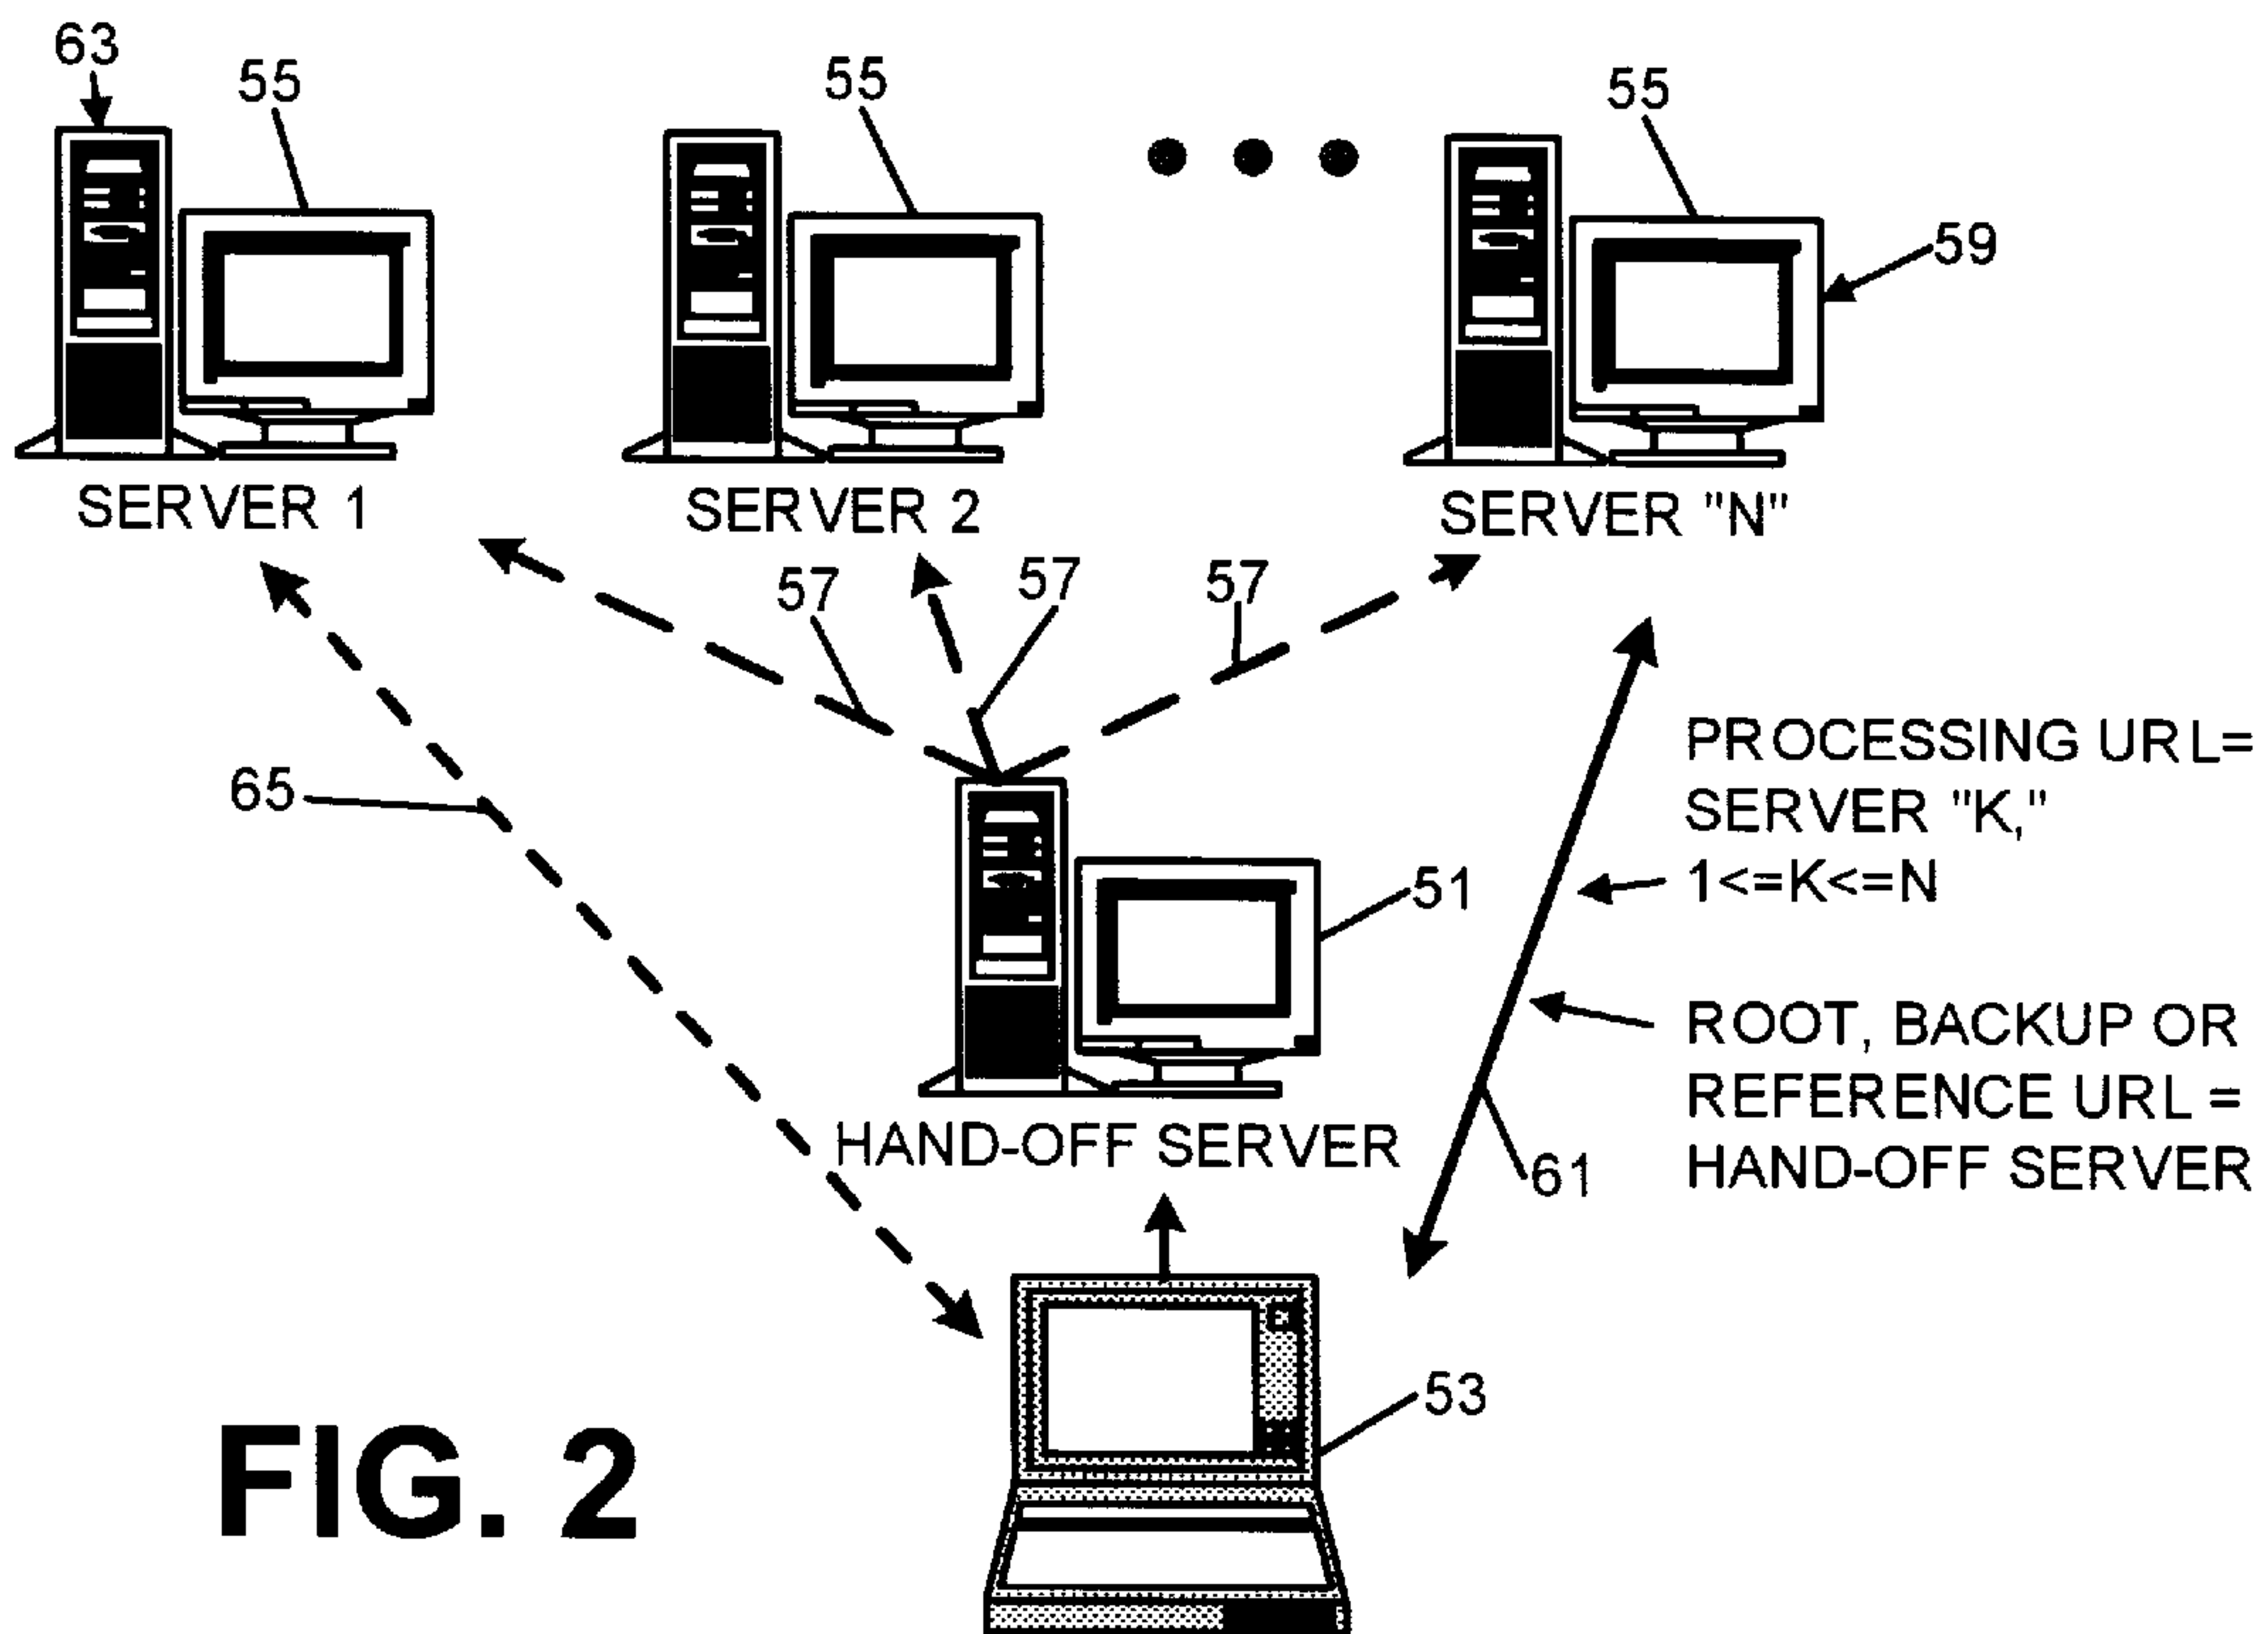 63
55
55
55
59
SERVER 1
SERVER 2
SERVER "N"
57
57
57
PROCESSING URL=
SERVER "K,"
1<=K<=N
65
51
ROOT, BACKUP OR
REFERENCE URL =
HAND-OFF SERVER
HAND-OFF SERVER
61
53
FIG. 2